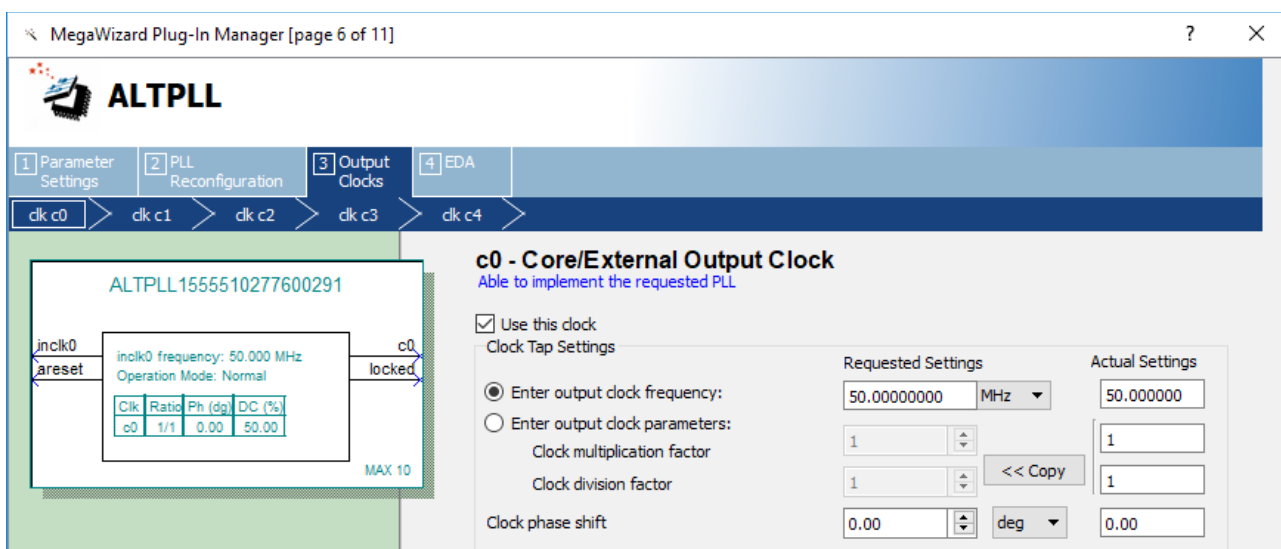 MegaWizard Plug-In Manager [page 6 of 11]
?
ALTPLL
1 Parameter Settings
2 PLL Reconfiguration
3 Output Clocks
4 EDA
clk c0
clk c1
clk c2
clk c3
clk c4
ALTPLL1555510277600291
inclk0
areset
inclk0 frequency: 50.000 MHz
Operation Mode: Normal
Clk Ratio Ph (dg) DC (%)
c0 1/1 0.00 50.00
c0
locked
MAX 10
c0 - Core/External Output Clock
Able to implement the requested PLL
Use this clock
Clock Tap Settings
Requested Settings
Actual Settings
Enter output clock frequency:
50.00000000
MHz
50.000000
Enter output clock parameters:
Clock multiplication factor
1
<< Copy
1
Clock division factor
1
1
Clock phase shift
0.00
deg
0.00